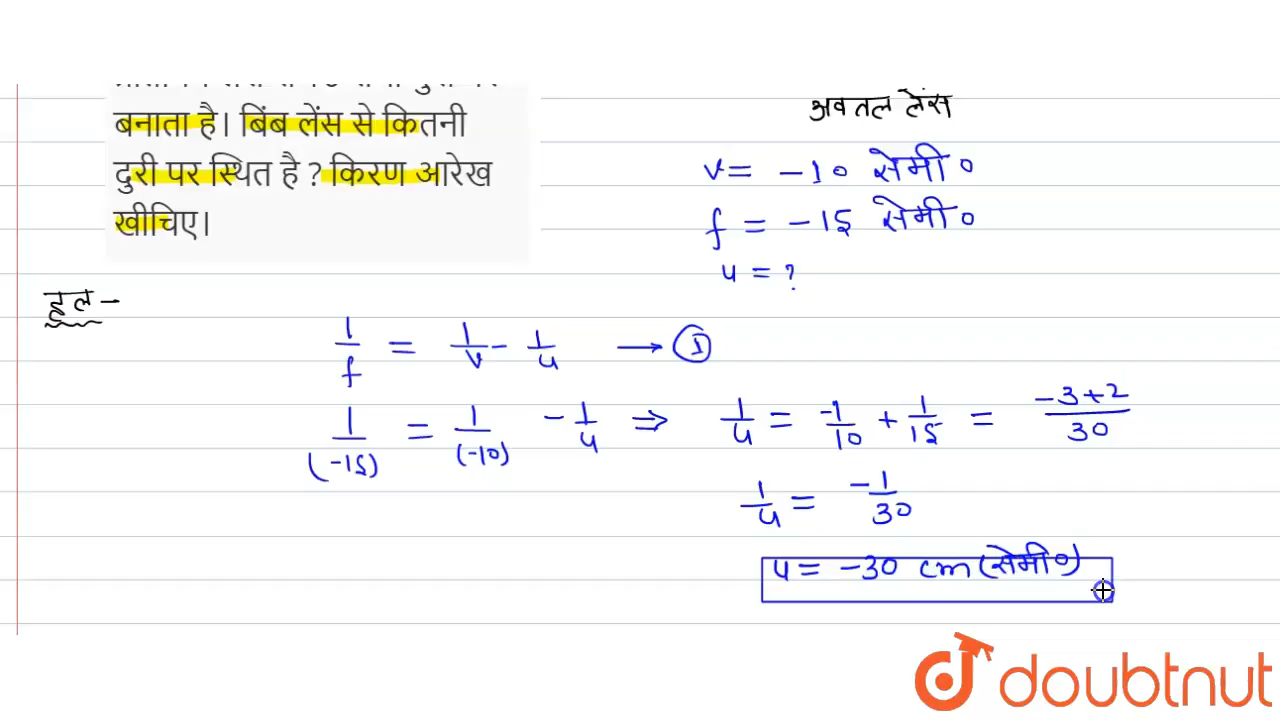 बनाता है। बिंब लेंस से कितनी
दुरी पर स्थित है ? किरण आरेख
खीचिए।
अवतल लेंस
v = -10 सेमी०
f = -15 सेमी०
u = ?
हल -
1/f = 1/v - 1/u → ①
1/(-15) = 1/(-10) - 1/u ⇒ 1/u = -1/10 + 1/15 = (-3+2)/30
1/u = -1/30
u = -30 cm (सेमी०)
doubtnut